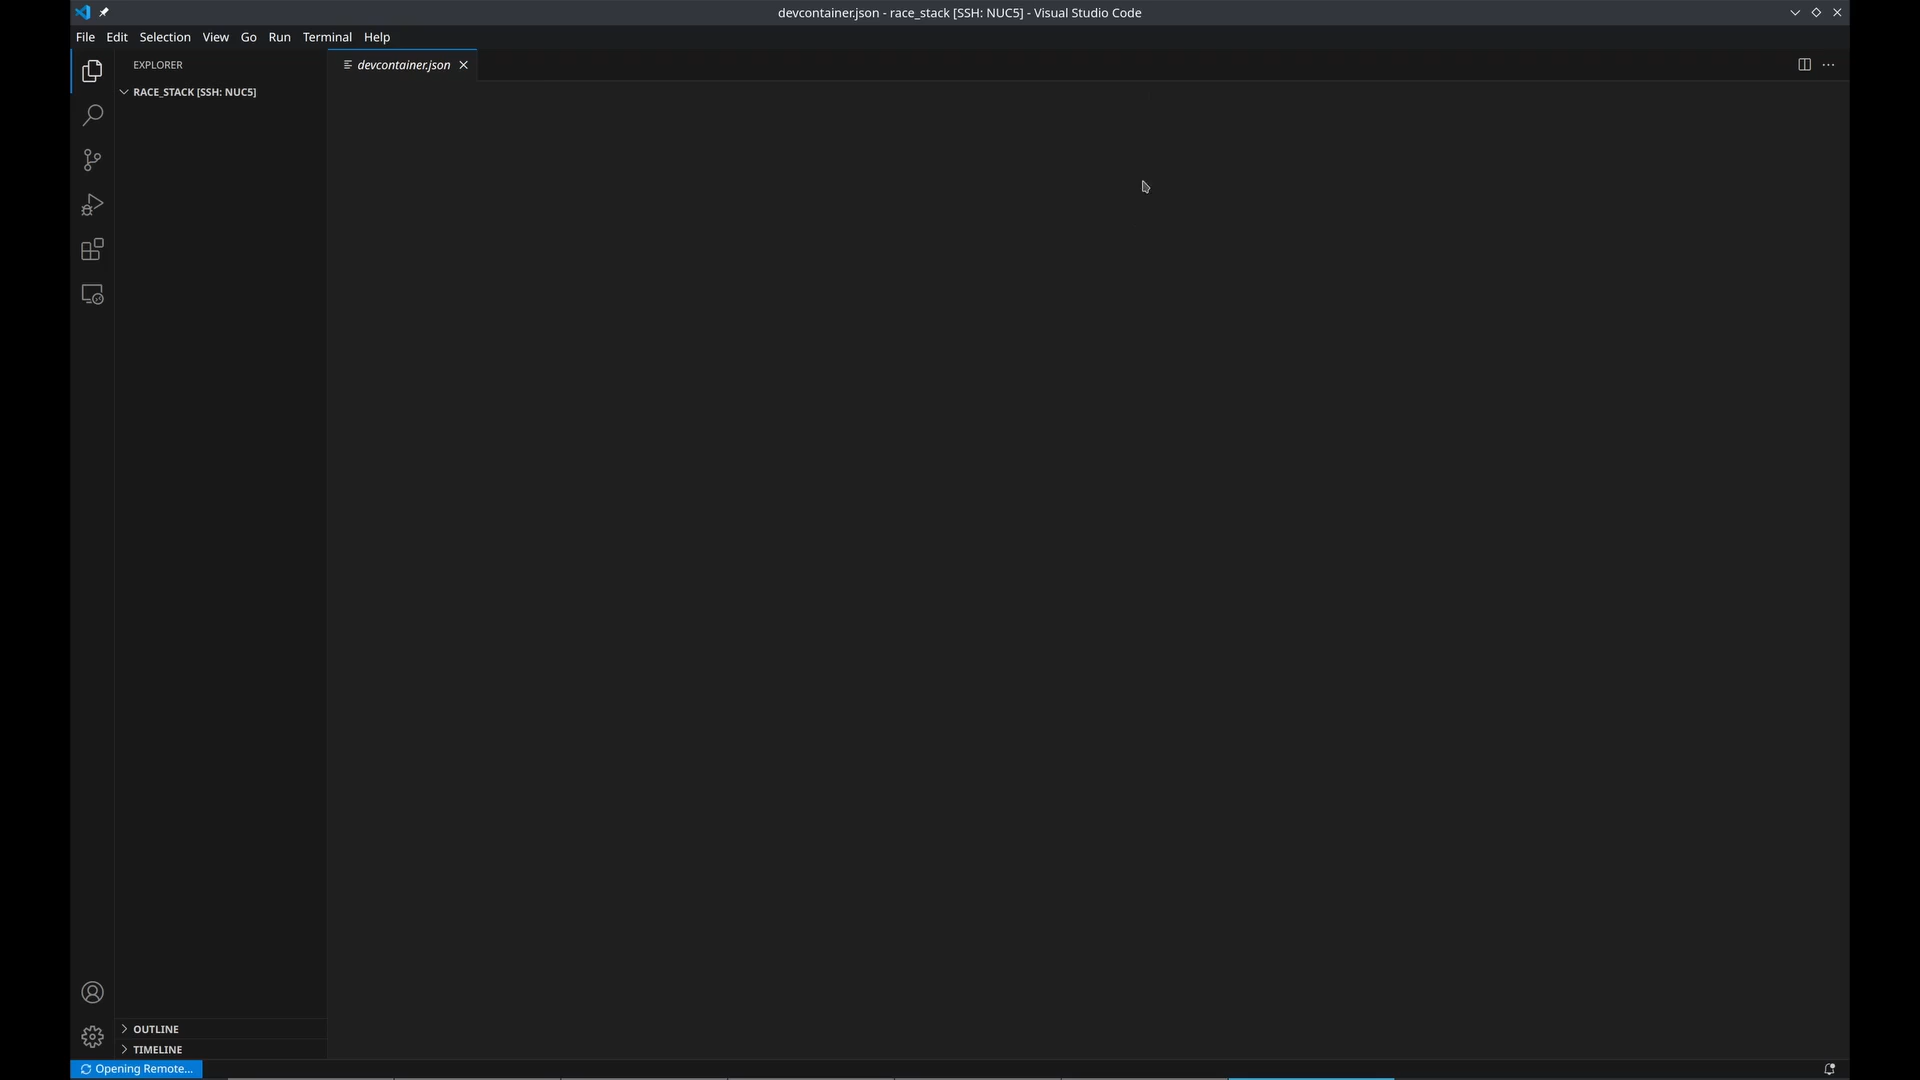 devcontainer.json - race_stack [SSH: NUC5] - Visual Studio Code
File Edit Selection View Go Run Terminal Help
EXPLORER
devcontainer.json
RACE_STACK [SSH: NUC5]
OUTLINE
TIMELINE
Opening Remote...